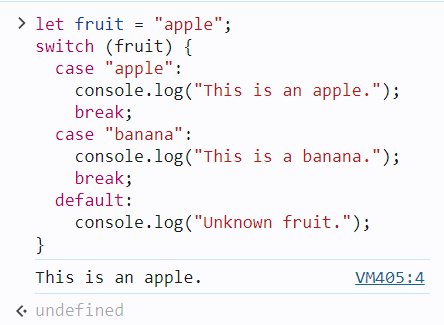 let fruit = "apple";
switch (fruit) {
  case "apple":
    console.log("This is an apple.");
    break;
  case "banana":
    console.log("This is a banana.");
    break;
  default:
    console.log("Unknown fruit.");
}
This is an apple. VM405:4
undefined